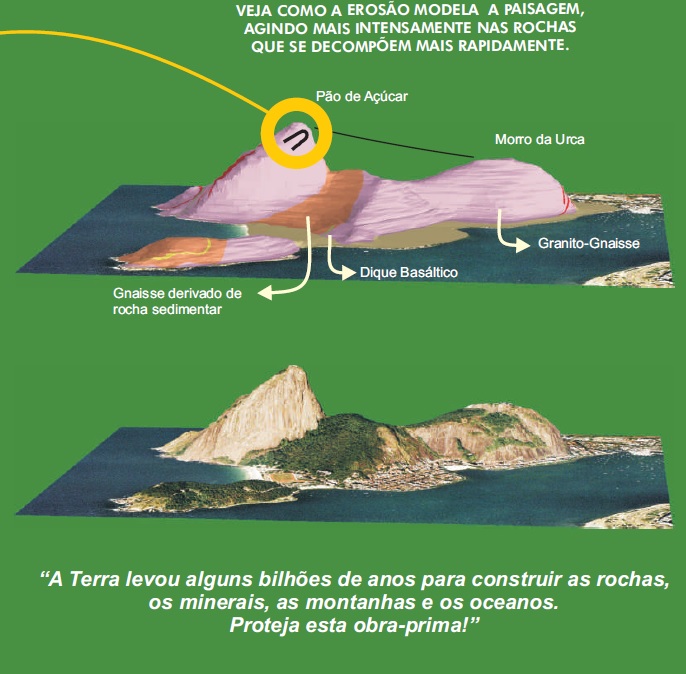 VEJA COMO A EROSÃO MODELA A PAISAGEM,
AGINDO MAIS INTENSAMENTE NAS ROCHAS
QUE SE DECOMPÕEM MAIS RAPIDAMENTE.
Pão de Açúcar
Morro da Urca
Granito-Gnaisse
Dique Basáltico
Gnaisse derivado de
rocha sedimentar
“A Terra levou alguns bilhões de anos para construir as rochas,
os minerais, as montanhas e os oceanos.
Proteja esta obra-prima!”